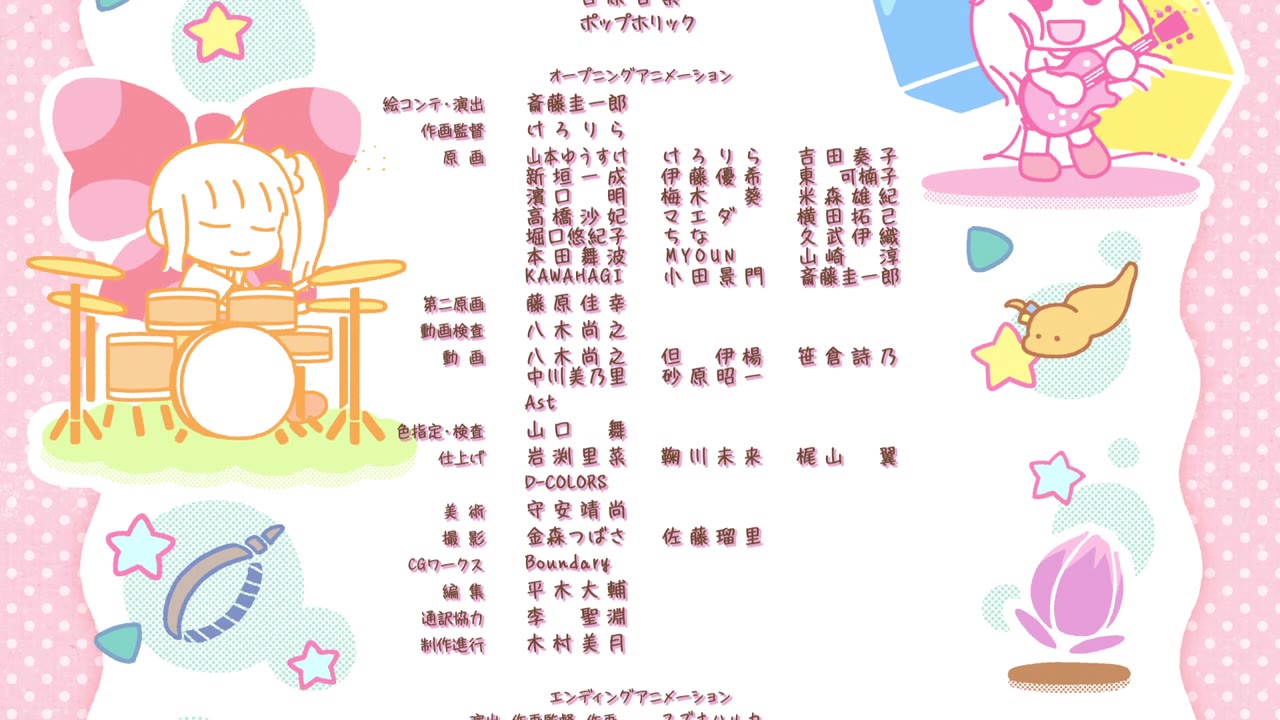 ポップホリック
オープニングアニメーション
絵コンテ・演出 斎藤圭一郎
作画監督 けろりら
原画 山本ゆうすけ けろりら 吉田奏子
新垣一成 伊藤優希 東 可楠子
濱口 明 梅木 葵 米森雄紀
高橋沙妃 マエダ 横田拓己
堀口悠紀子 ちな 久武伊織
本田舞波 MYOUN 山崎 淳
KAWAHAGI 小田景門 斎藤圭一郎
第二原画 藤原佳幸
動画検査 八木尚之
動画 八木尚之 但 伊楊 笹倉詩乃
中川美乃里 砂原昭一
Ast
色指定・検査 山口 舞
仕上げ 岩渕里菜 鞠川未来 梶山 翼
D-COLORS
美術 守安靖尚
撮影 金森つばさ 佐藤瑠里
CGワークス Boundary
編集 平木大輔
通訳協力 李 聖淵
制作進行 木村美月
エンディングアニメーション